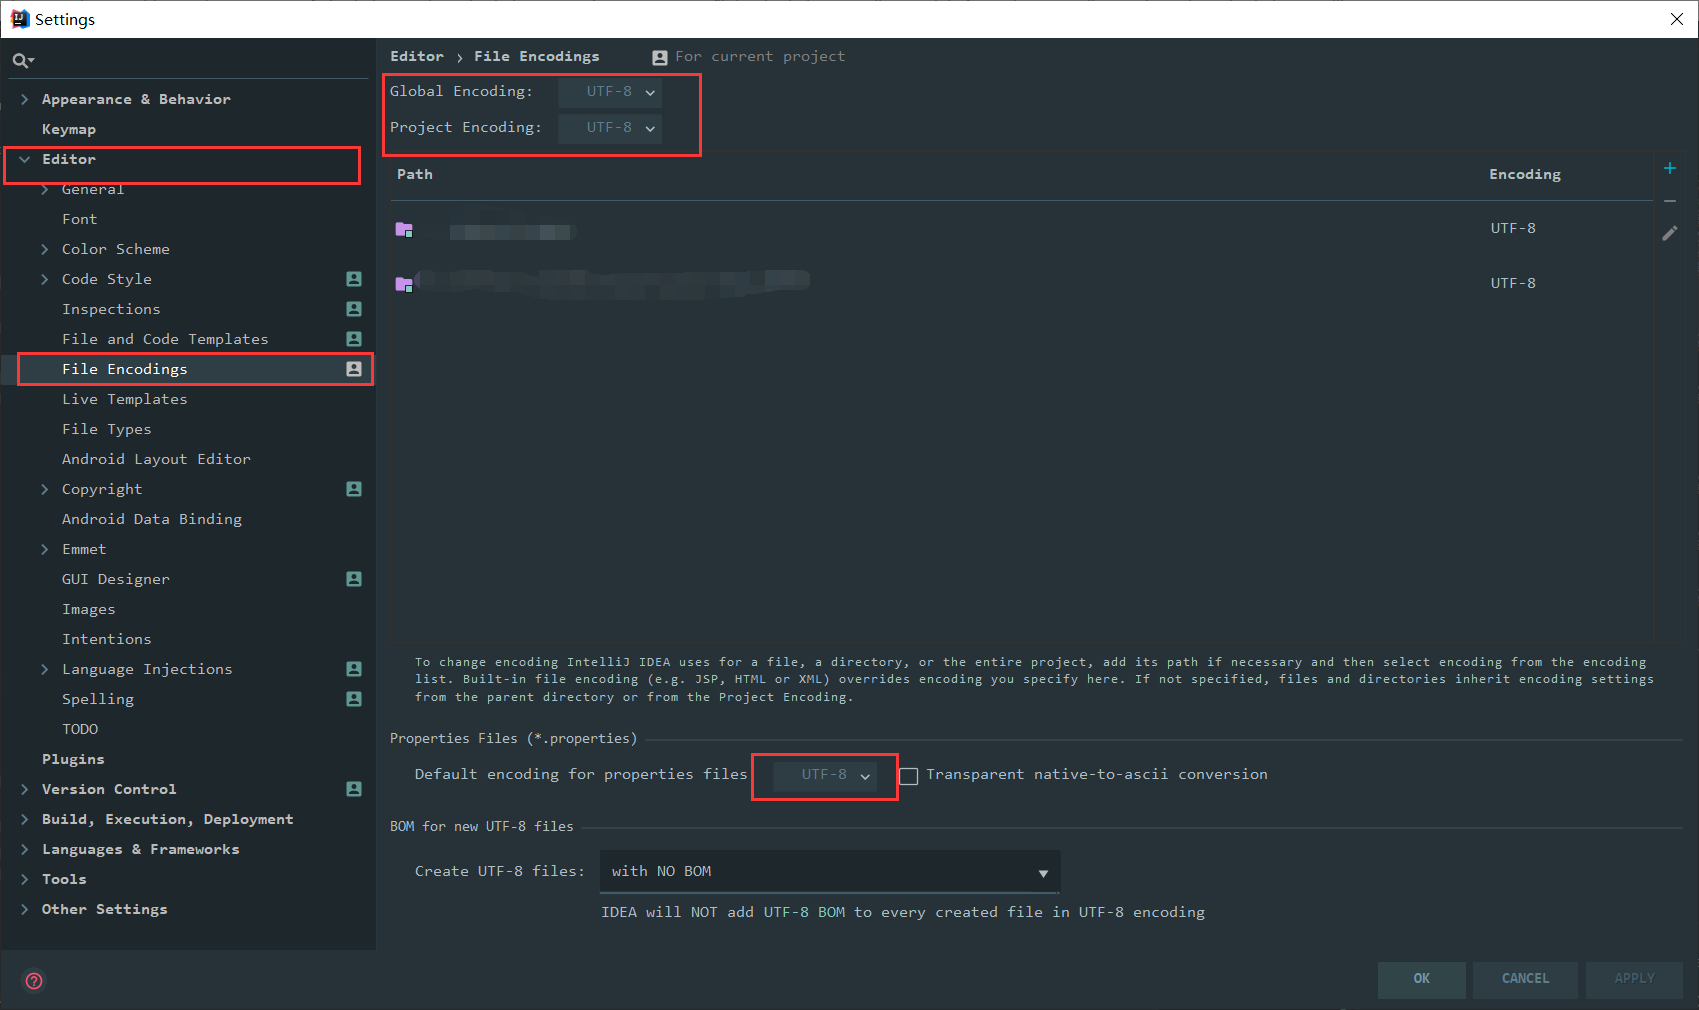 Settings
Appearance & Behavior
Keymap
Editor
General
Font
Color Scheme
Code Style
Inspections
File and Code Templates
File Encodings
Live Templates
File Types
Android Layout Editor
Copyright
Android Data Binding
Emmet
GUI Designer
Images
Intentions
Language Injections
Spelling
TODO
Plugins
Version Control
Build, Execution, Deployment
Languages & Frameworks
Tools
Other Settings
Editor › File Encodings For current project
Global Encoding: UTF-8
Project Encoding: UTF-8
Path Encoding
UTF-8
UTF-8
To change encoding IntelliJ IDEA uses for a file, a directory, or the entire project, add its path if necessary and then select encoding from the encoding
list. Built-in file encoding (e.g. JSP, HTML or XML) overrides encoding you specify here. If not specified, files and directories inherit encoding settings
from the parent directory or from the Project Encoding.
Properties Files (*.properties)
Default encoding for properties files UTF-8 Transparent native-to-ascii conversion
BOM for new UTF-8 files
Create UTF-8 files: with NO BOM
IDEA will NOT add UTF-8 BOM to every created file in UTF-8 encoding
?
OK CANCEL APPLY